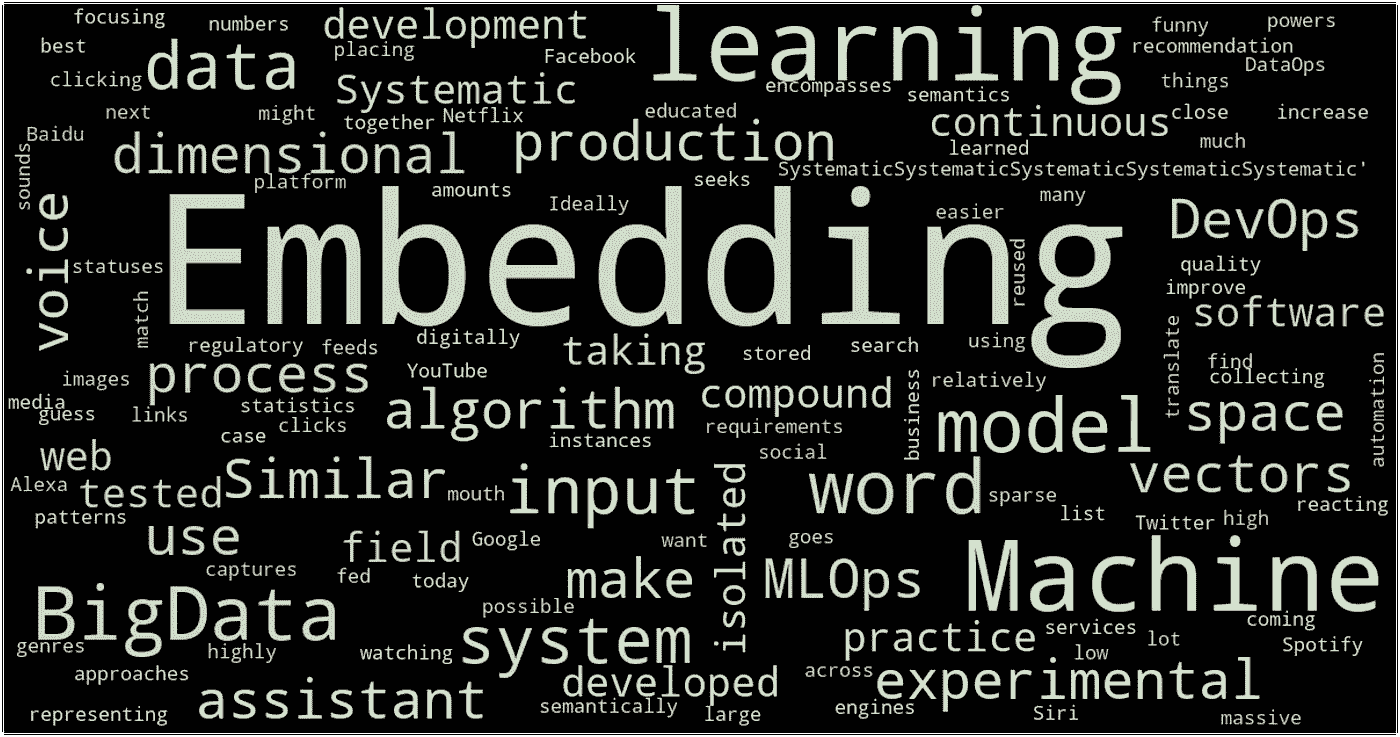 focusing
numbers
development
learning
funny
powers
best
data
placing
Facebook
recommendation
clicking
Systematic
encompasses
semantics
things
DataOps
next
might
together
Netflix
educated
continuous
close
increase
Baidu
dimensional
production
learned
much
sounds
platform
amounts
seeks
SystematicSystematicSystematicSystematicSystematic'
voice
Embedding
Ideally
easier
many
DevOps
statuses
reused
quality
match
improve
regulatory
feeds
digitally
taking
stored
search
using
translate
software
images
process
YouTube
compound
business
relatively
find
collecting
automation
media
guess
links
statistics
clicks
algorithm
requirements
model
space
web
case
instances
social
Alexa
tested
Similar
mouth
input
isolated
word
sparse
vectors
patterns
list
Twitter
high
reacting
use
field
Google
want
goes
captures
fed
today
make
MLOps
Machine
BigData
possible
genres
highly
watching
system
practice
services
coming
low
lot
Spotify
approaches
assistant
developed
across
experimental
representing
semantically
large
engines
Siri
massive